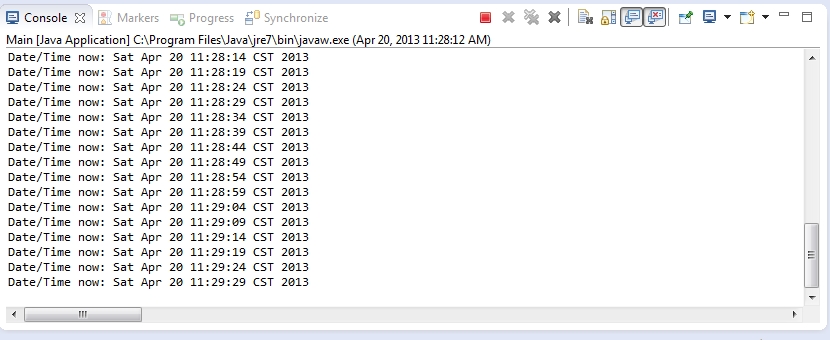 Console Markers Progress Synchronize
Main [Java Application] C:\Program Files\Java\jre7\bin\javaw.exe (Apr 20, 2013 11:28:12 AM)
Date/Time now: Sat Apr 20 11:28:14 CST 2013
Date/Time now: Sat Apr 20 11:28:19 CST 2013
Date/Time now: Sat Apr 20 11:28:24 CST 2013
Date/Time now: Sat Apr 20 11:28:29 CST 2013
Date/Time now: Sat Apr 20 11:28:34 CST 2013
Date/Time now: Sat Apr 20 11:28:39 CST 2013
Date/Time now: Sat Apr 20 11:28:44 CST 2013
Date/Time now: Sat Apr 20 11:28:49 CST 2013
Date/Time now: Sat Apr 20 11:28:54 CST 2013
Date/Time now: Sat Apr 20 11:28:59 CST 2013
Date/Time now: Sat Apr 20 11:29:04 CST 2013
Date/Time now: Sat Apr 20 11:29:09 CST 2013
Date/Time now: Sat Apr 20 11:29:14 CST 2013
Date/Time now: Sat Apr 20 11:29:19 CST 2013
Date/Time now: Sat Apr 20 11:29:24 CST 2013
Date/Time now: Sat Apr 20 11:29:29 CST 2013